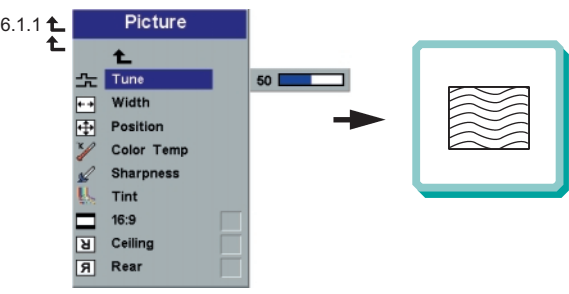 6.1.1
Picture
Tune
50
Width
Position
Color Temp
Sharpness
Tint
16:9
Ceiling
Rear